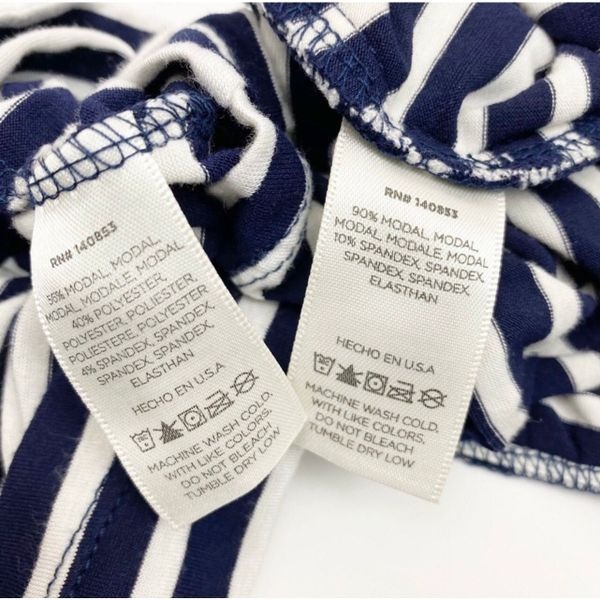 RN# 140853
56% MODAL, MODAL,
MODAL, MODALE, MODAL
40% POLYESTER,
POLYESTER, POLIESTER,
POLIESTERE, POLYESTER
4% SPANDEX, SPANDEX,
SPANDEX, SPANDEX,
ELASTHAN
HECHO EN U.S.A
MACHINE WASH COLD,
WITH LIKE COLORS,
DO NOT BLEACH
TUMBLE DRY LOW
RN# 140853
90% MODAL, MODAL,
MODAL, MODALE, MODAL
10% SPANDEX, SPANDEX,
SPANDEX, SPANDEX
ELASTHAN
HECHO EN U.S.A
MACHINE WASH COLD,
WITH LIKE COLORS,
DO NOT BLEACH
TUMBLE DRY LOW